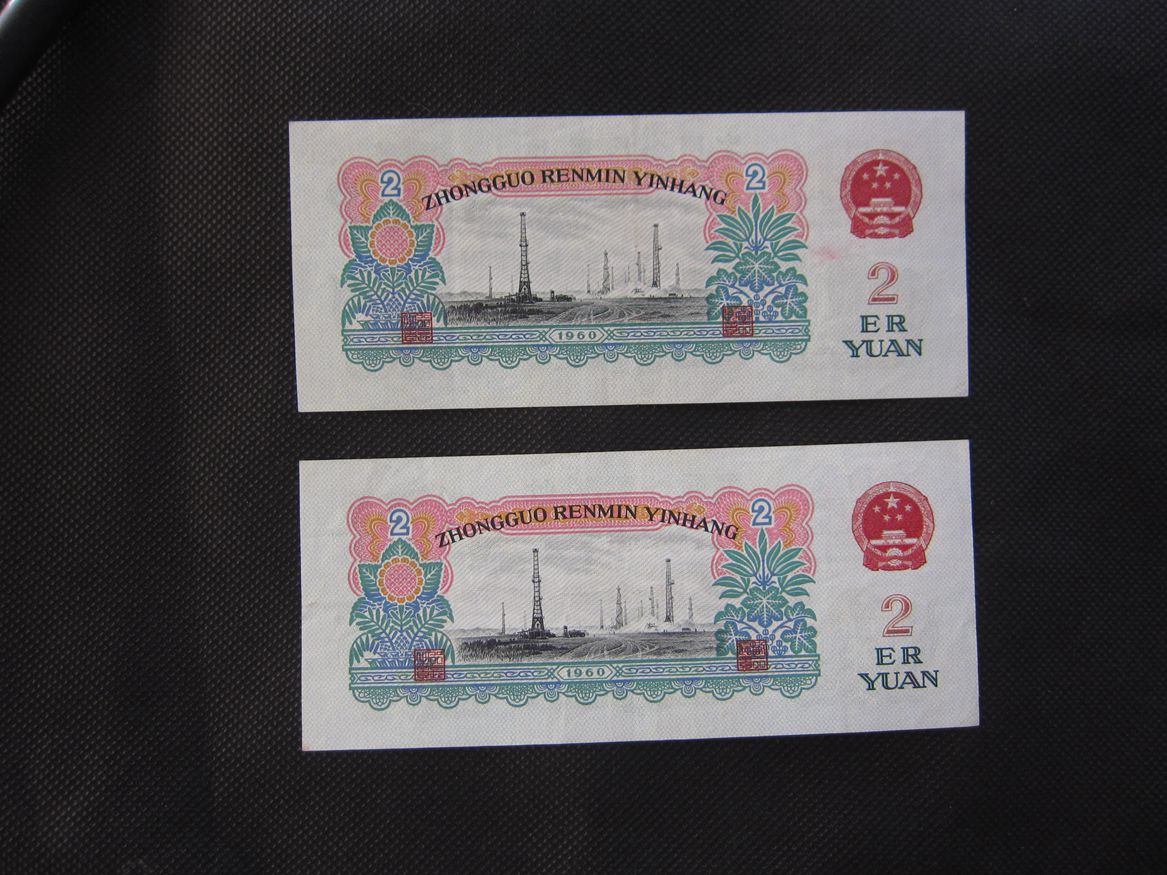 2 ZHONGGUO RENMIN YINHANG 2
2
ER
YUAN
1960
2 ZHONGGUO RENMIN YINHANG 2
2
ER
YUAN
1960